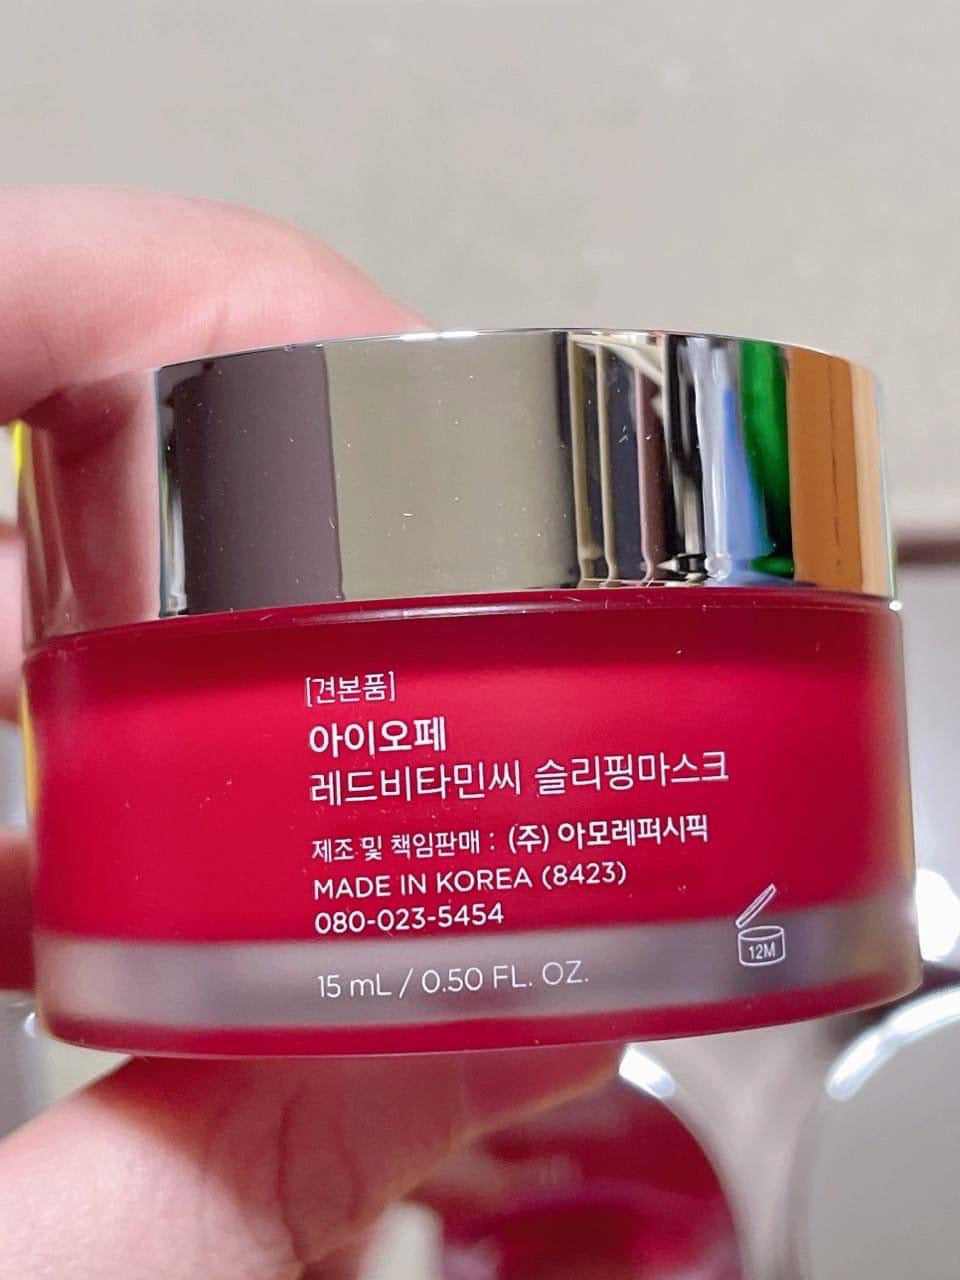 [견본품]
아이오페
레드비타민씨 슬리핑마스크
제조 및 책임판매 : (주) 아모레퍼시픽
MADE IN KOREA (8423)
080-023-5454
15 mL / 0.50 FL. OZ.
12M